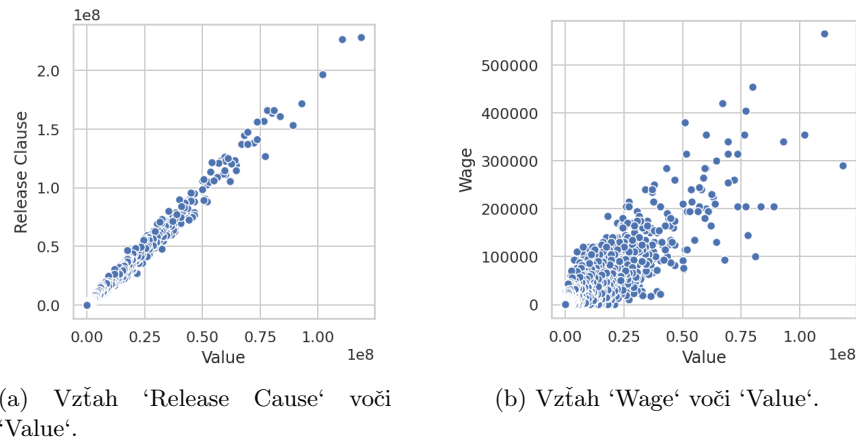 1e8
2.0
1.5
1.0
0.5
0.0
Release Clause
0.00 0.25 0.50 0.75 1.00
Value
1e8
(a) Vzťah ‘Release Cause‘ voči
‘Value‘.
500000
400000
300000
200000
100000
0
Wage
0.00 0.25 0.50 0.75 1.00
Value
1e8
(b) Vzťah ‘Wage‘ voči ‘Value‘.